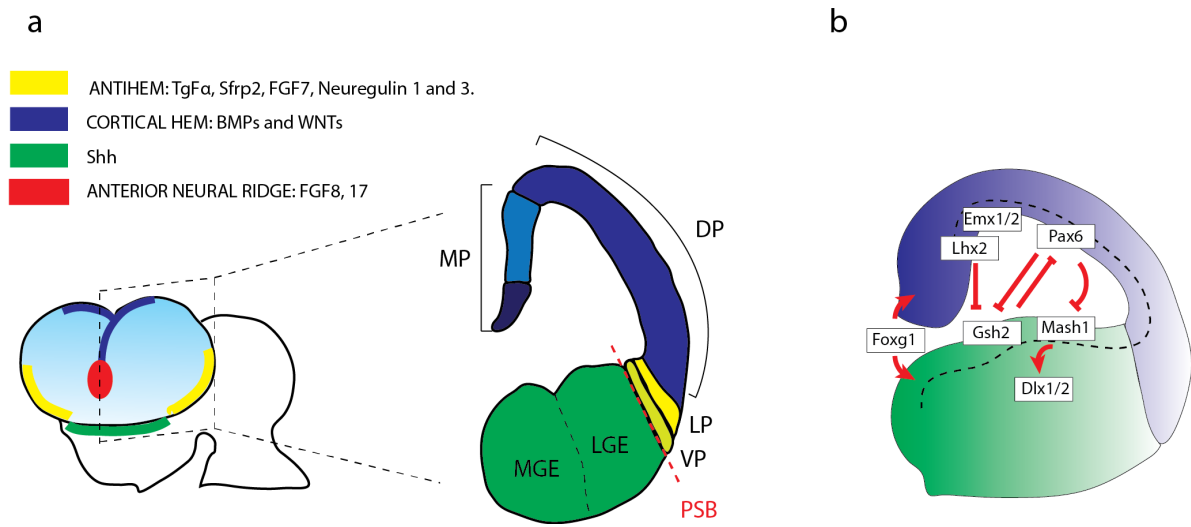 a
ANTIHEM: TgFα, Sfrp2, FGF7, Neuregulin 1 and 3.
CORTICAL HEM: BMPs and WNTs
Shh
ANTERIOR NEURAL RIDGE: FGF8, 17
MP
DP
LGE
MGE
LP
VP
PSB
b
Emx1/2
Lhx2
Pax6
Foxg1
Gsh2
Mash1
Dlx1/2